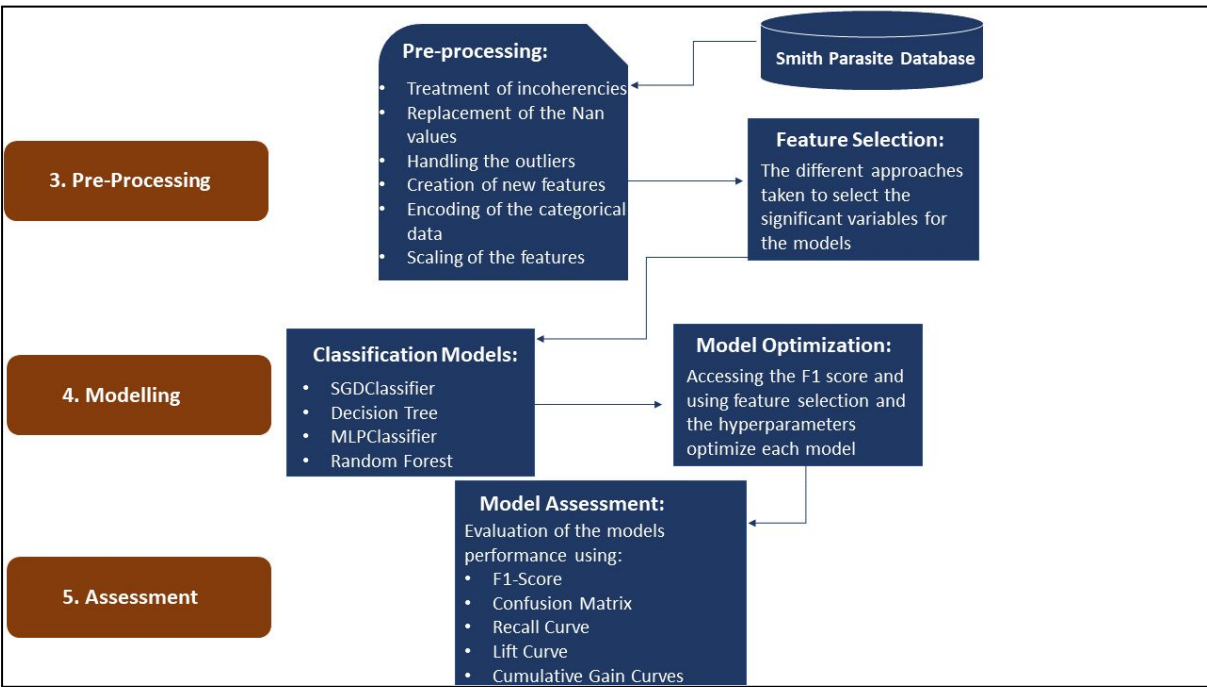 Smith Parasite Database
3. Pre-Processing
Pre-processing:
• Treatment of incoherencies
• Replacement of the Nan
values
• Handling the outliers
• Creation of new features
• Encoding of the categorical
data
• Scaling of the features
Feature Selection:
The different approaches
taken to select the
significant variables for
the models
4. Modelling
Classification Models:
• SGDClassifier
• Decision Tree
• MLPClassifier
• Random Forest
Model Optimization:
Accessing the F1 score and
using feature selection and
the hyperparameters
optimize each model
5. Assessment
Model Assessment:
Evaluation of the models
performance using:
• F1-Score
• Confusion Matrix
• Recall Curve
• Lift Curve
• Cumulative Gain Curves